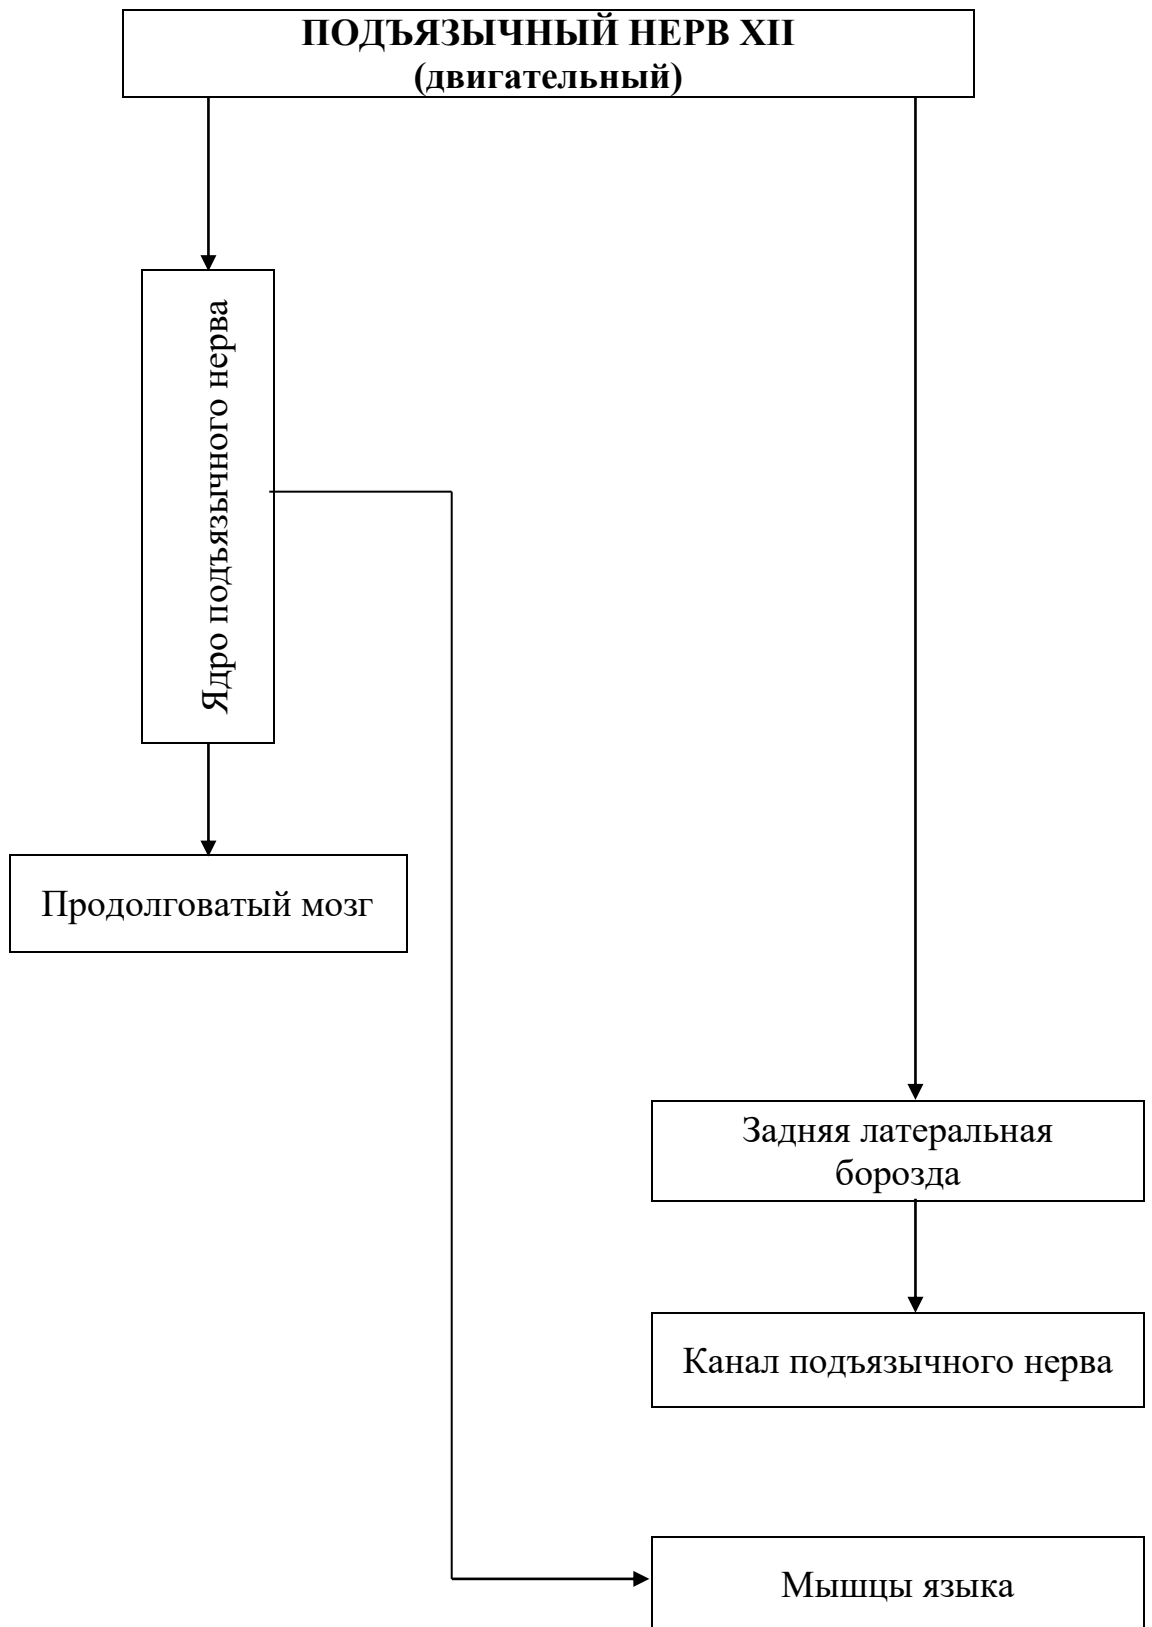 ПОДЪЯЗЫЧНЫЙ НЕРВ XII
(двигательный)
Ядро подъязычного нерва
Продолговатый мозг
Задняя латеральная
борозда
Канал подъязычного нерва
Мышцы языка